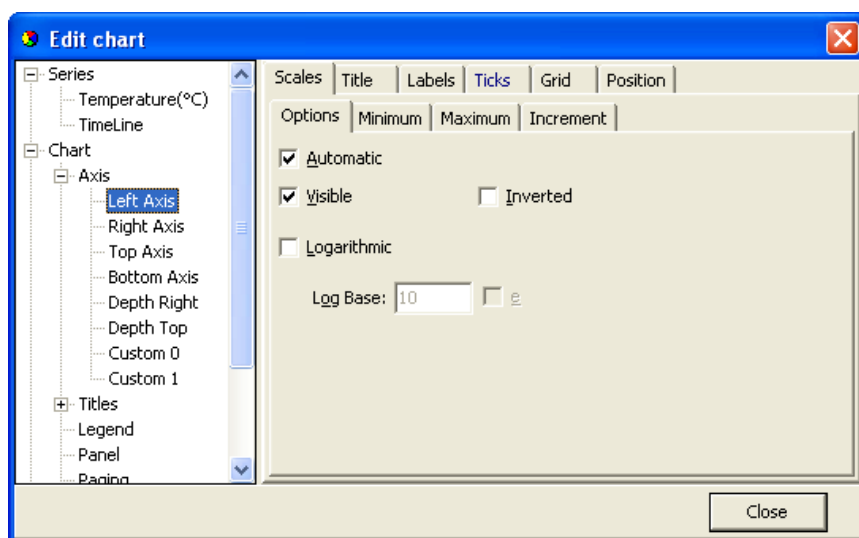 Edit chart
Series
Temperature(°C)
TimeLine
Chart
Axis
Left Axis
Right Axis
Top Axis
Bottom Axis
Depth Right
Depth Top
Custom 0
Custom 1
Titles
Legend
Panel
Paging
Scales Title Labels Ticks Grid Position
Options Minimum Maximum Increment
Automatic
Visible Inverted
Logarithmic
Log Base: 10 e
Close